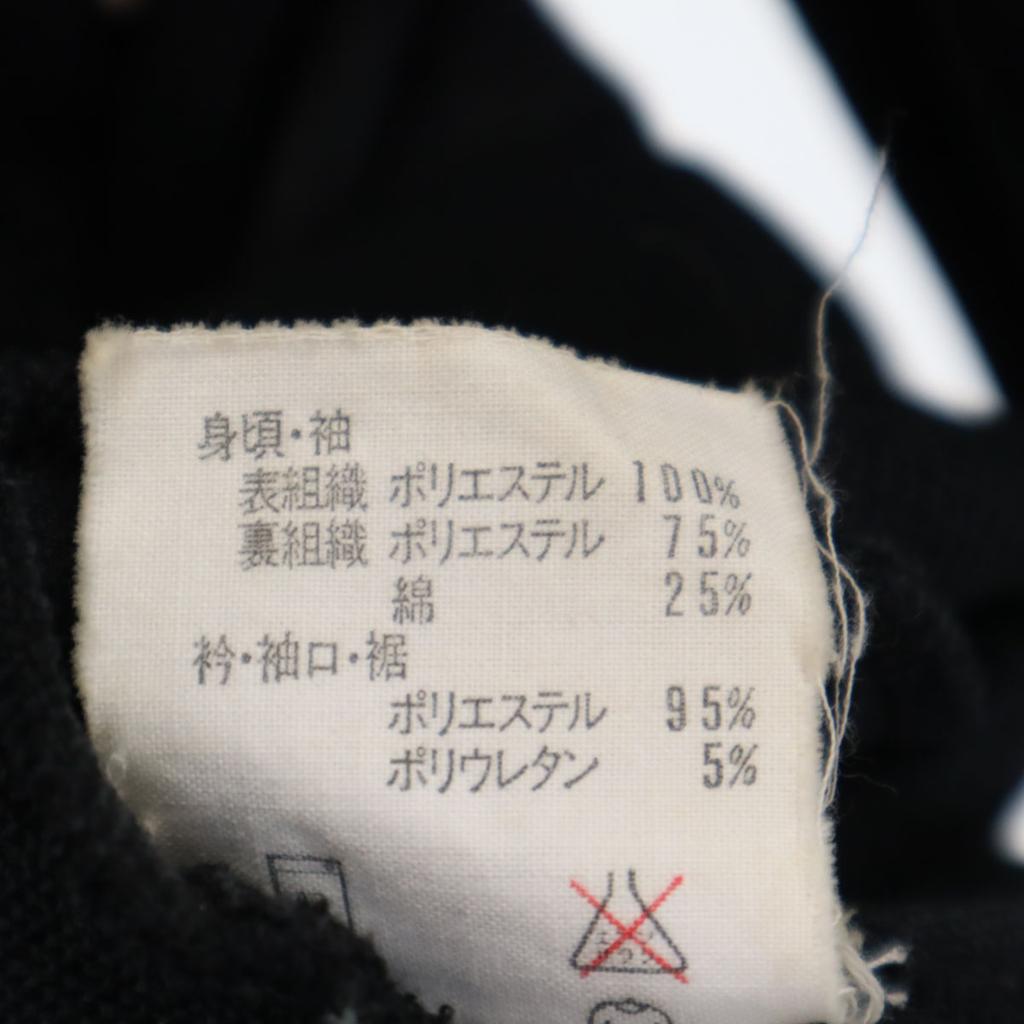 身頃・袖
表組織 ポリエステル 100%
裏組織 ポリエステル 75%
綿 25%
衿・袖口・裾
ポリエステル 95%
ポリウレタン 5%